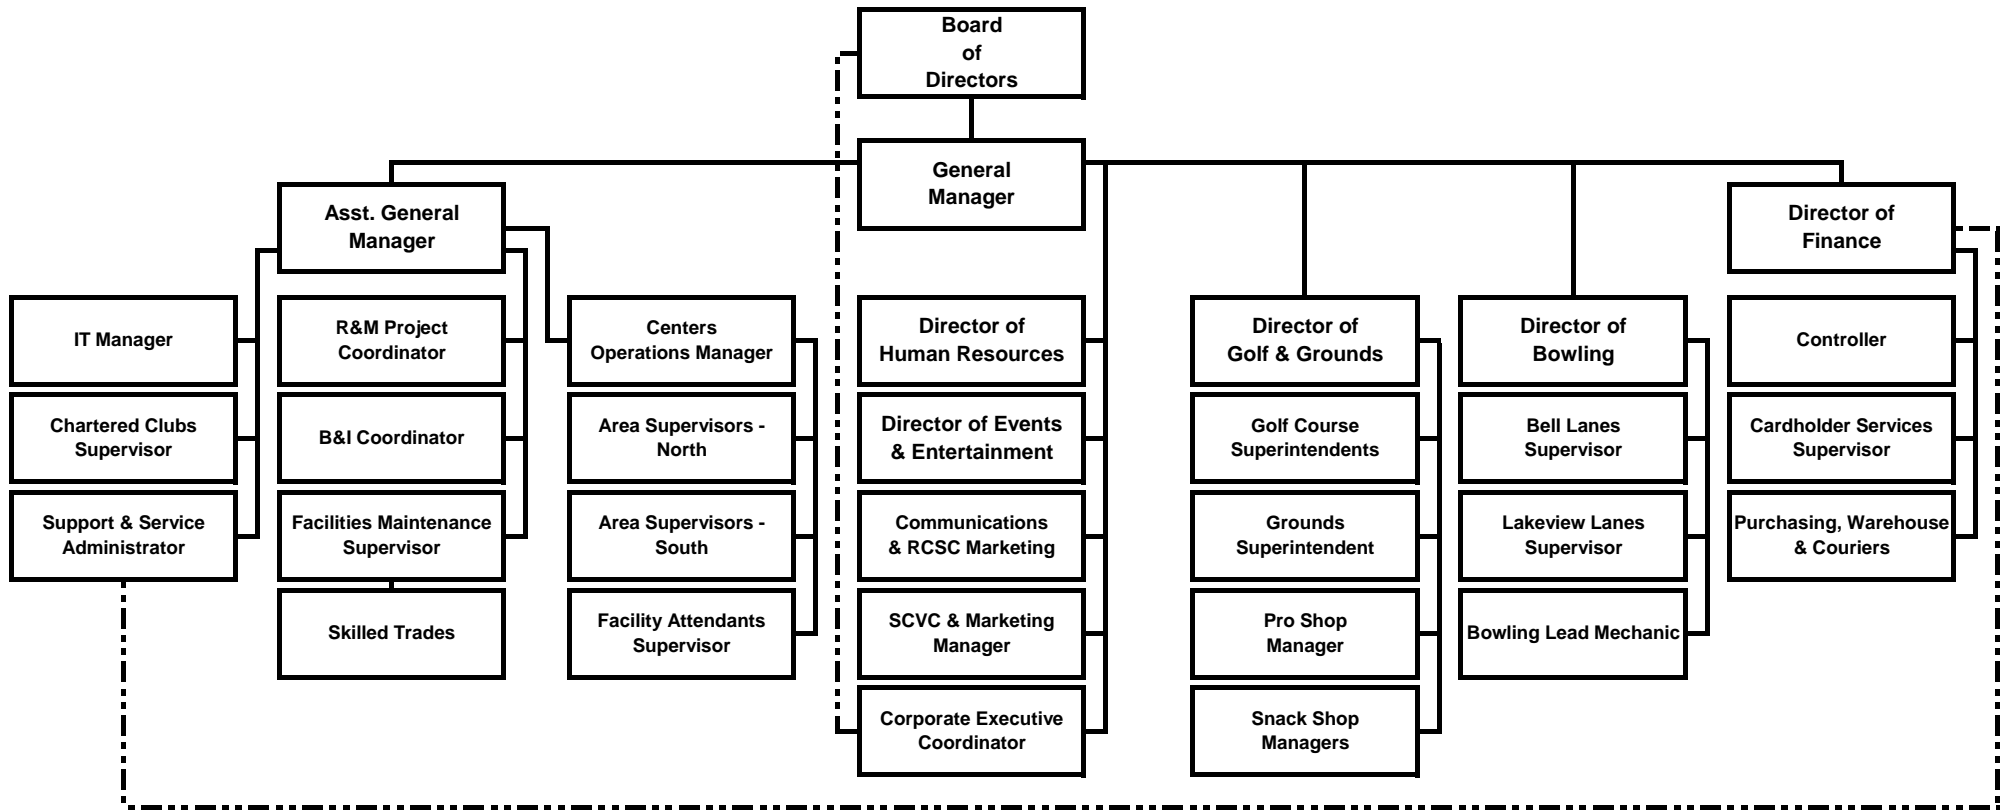 Board
of
Directors
General
Manager
Asst. General
Manager
Director of
Finance
IT Manager
R&M Project
Coordinator
Centers
Operations Manager
Director of
Human Resources
Director of
Golf & Grounds
Director of
Bowling
Controller
Chartered Clubs
Supervisor
B&I Coordinator
Area Supervisors -
North
Director of Events
& Entertainment
Golf Course
Superintendents
Bell Lanes
Supervisor
Cardholder Services
Supervisor
Support & Service
Administrator
Facilities Maintenance
Supervisor
Area Supervisors -
South
Communications
& RCSC Marketing
Grounds
Superintendent
Lakeview Lanes
Supervisor
Purchasing, Warehouse
& Couriers
Skilled Trades
Facility Attendants
Supervisor
SCVC & Marketing
Manager
Pro Shop
Manager
Bowling Lead Mechanic
Corporate Executive
Coordinator
Snack Shop
Managers